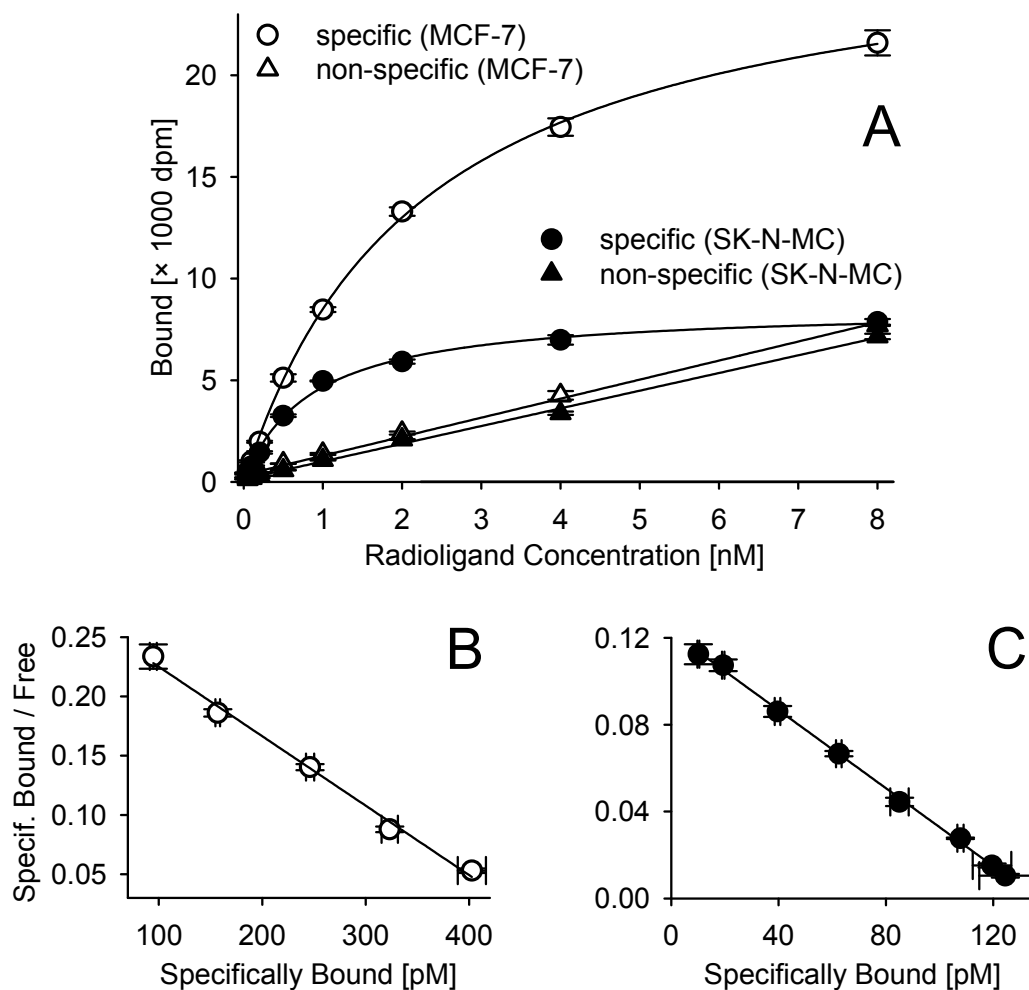 specific (MCF-7)
non-specific (MCF-7)
A
20
15
10
5
0
Bound [× 1000 dpm]
specific (SK-N-MC)
non-specific (SK-N-MC)
0 1 2 3 4 5 6 7 8
Radioligand Concentration [nM]
B
0.25
0.20
0.15
0.10
0.05
Specif. Bound / Free
100 200 300 400
Specifically Bound [pM]
C
0.12
0.08
0.04
0.00
0 40 80 120
Specifically Bound [pM]